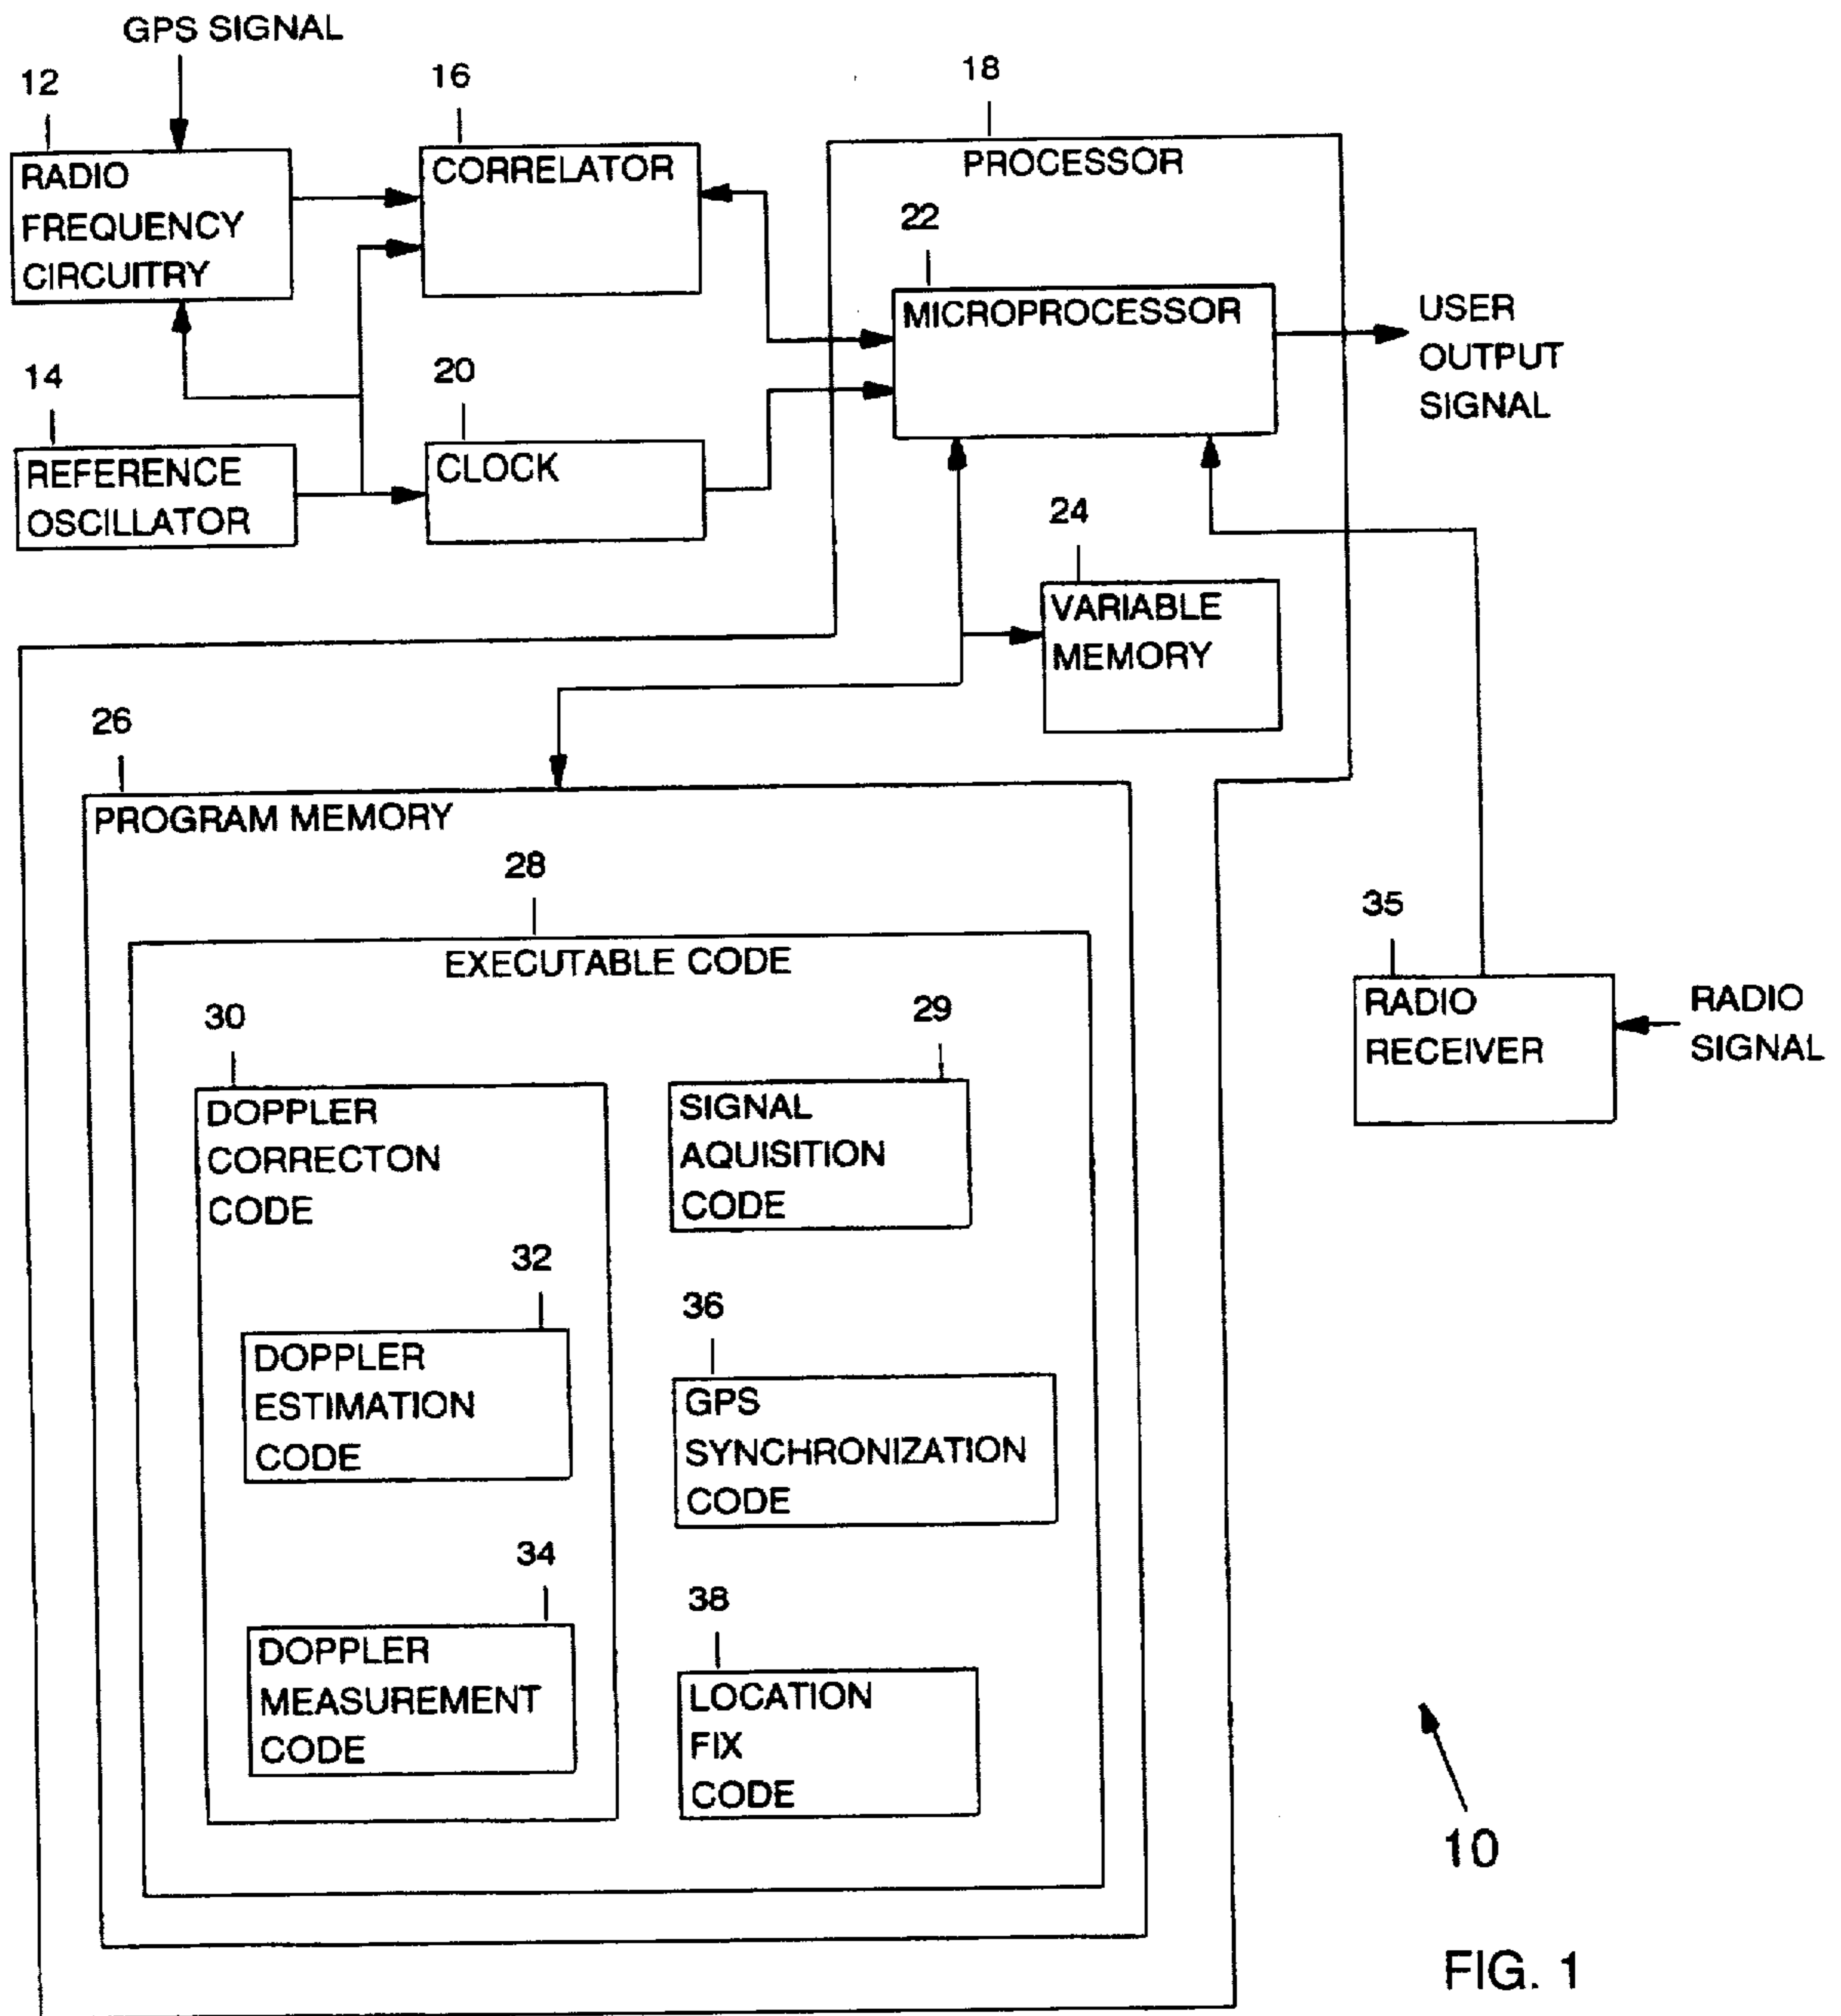 GPS SIGNAL
12
16
18
RADIO
FREQUENCY
CIRCUITRY
CORRELATOR
PROCESSOR
22
MICROPROCESSOR
USER
OUTPUT
SIGNAL
14
20
REFERENCE
OSCILLATOR
CLOCK
24
VARIABLE
MEMORY
26
PROGRAM MEMORY
28
EXECUTABLE CODE
35
RADIO
RECEIVER
RADIO
SIGNAL
30
29
DOPPLER
CORRECTON
CODE
SIGNAL
AQUISITION
CODE
32
36
DOPPLER
ESTIMATION
CODE
GPS
SYNCHRONIZATION
CODE
34
38
DOPPLER
MEASUREMENT
CODE
LOCATION
FIX
CODE
10
FIG. 1